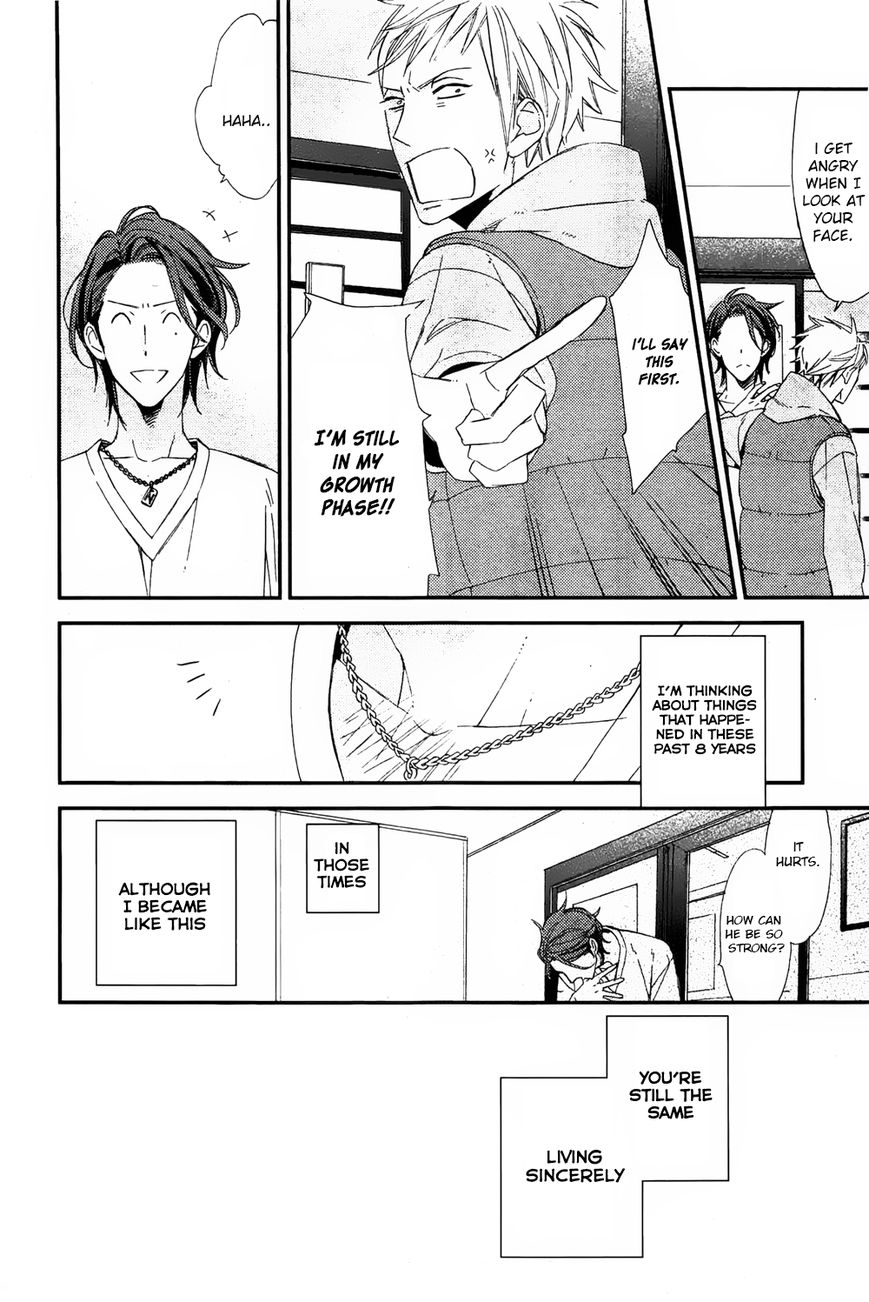 I GET
ANGRY
WHEN I
LOOK AT
YOUR
FACE.
I'LL SAY
THIS
FIRST.
I'M STILL
IN MY
GROWTH
PHASE!!
HAHA..
I'M THINKING
ABOUT THINGS
THAT HAPPE-
NED IN THESE
PAST 8 YEARS
IT
HURTS.
HOW CAN
HE BE SO
STRONG?
IN
THOSE
TIMES
ALTHOUGH
I BECAME
LIKE THIS
YOU'RE
STILL THE
SAME
LIVING
SINCERELY